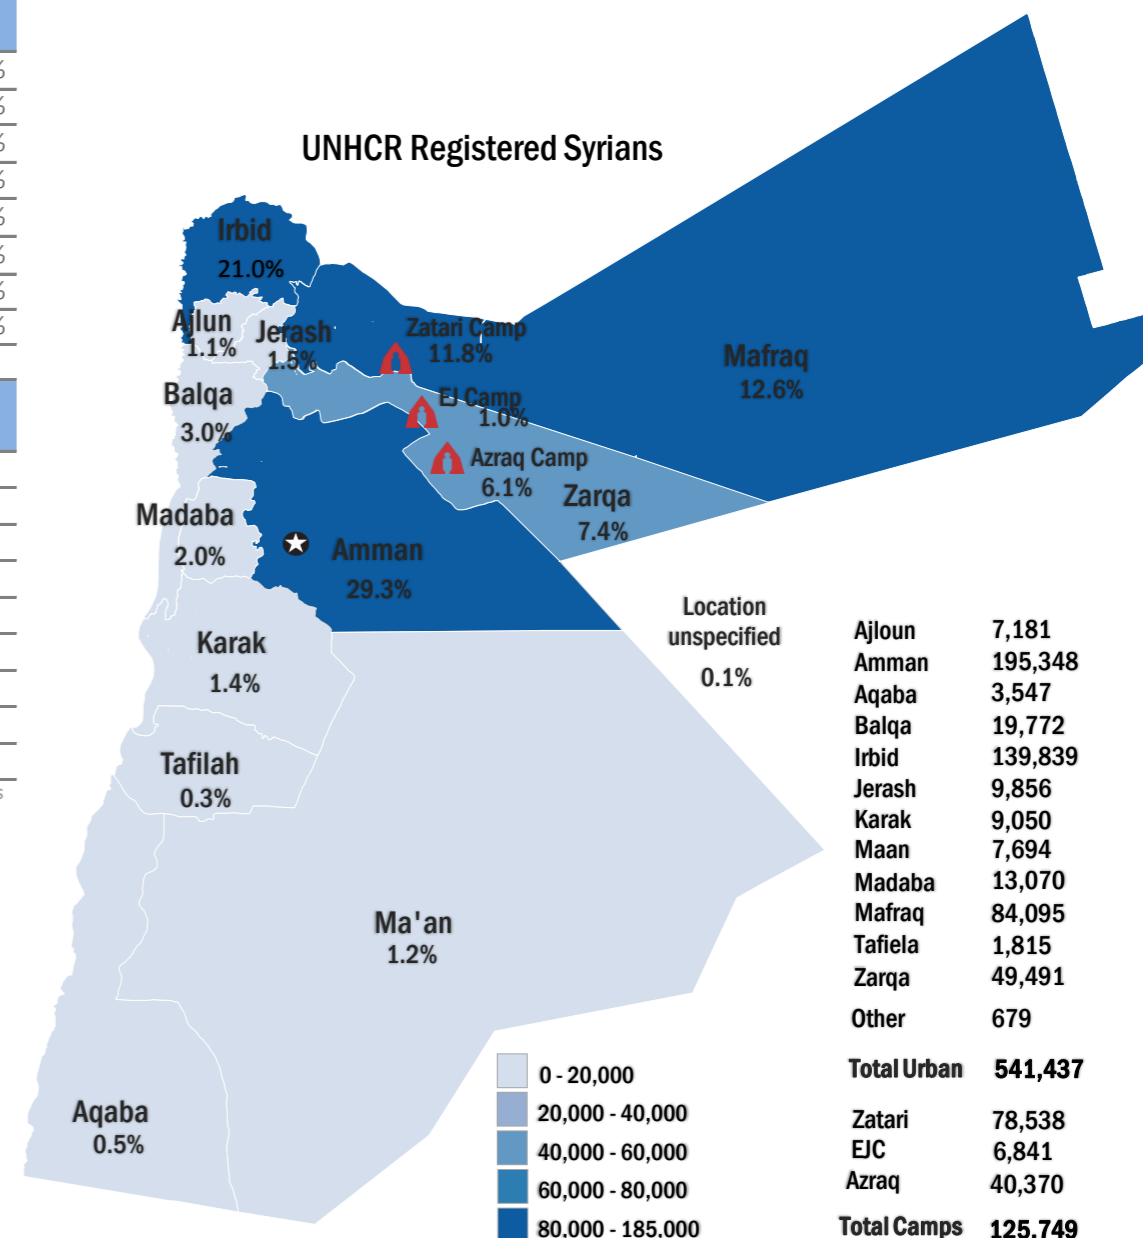 UNHCR Registered Syrians
Irbid
21.0%
Ajlun
1.1%
Jerash
1.5%
Zatari Camp
11.8%
Mafraq
12.6%
Balqa
3.0%
EJ Camp
1.0%
Azraq Camp
6.1%
Zarqa
7.4%
Madaba
2.0%
Amman
29.3%
Location
unspecified
0.1%
Karak
1.4%
Tafilah
0.3%
Ma'an
1.2%
Aqaba
0.5%
Ajloun 7,181
Amman 195,348
Aqaba 3,547
Balqa 19,772
Irbid 139,839
Jerash 9,856
Karak 9,050
Maan 7,694
Madaba 13,070
Mafraq 84,095
Tafiela 1,815
Zarqa 49,491
Other 679
Total Urban 541,437
Zatari 78,538
EJC 6,841
Azraq 40,370
Total Camps 125,749
0 - 20,000
20,000 - 40,000
40,000 - 60,000
60,000 - 80,000
80,000 - 185,000